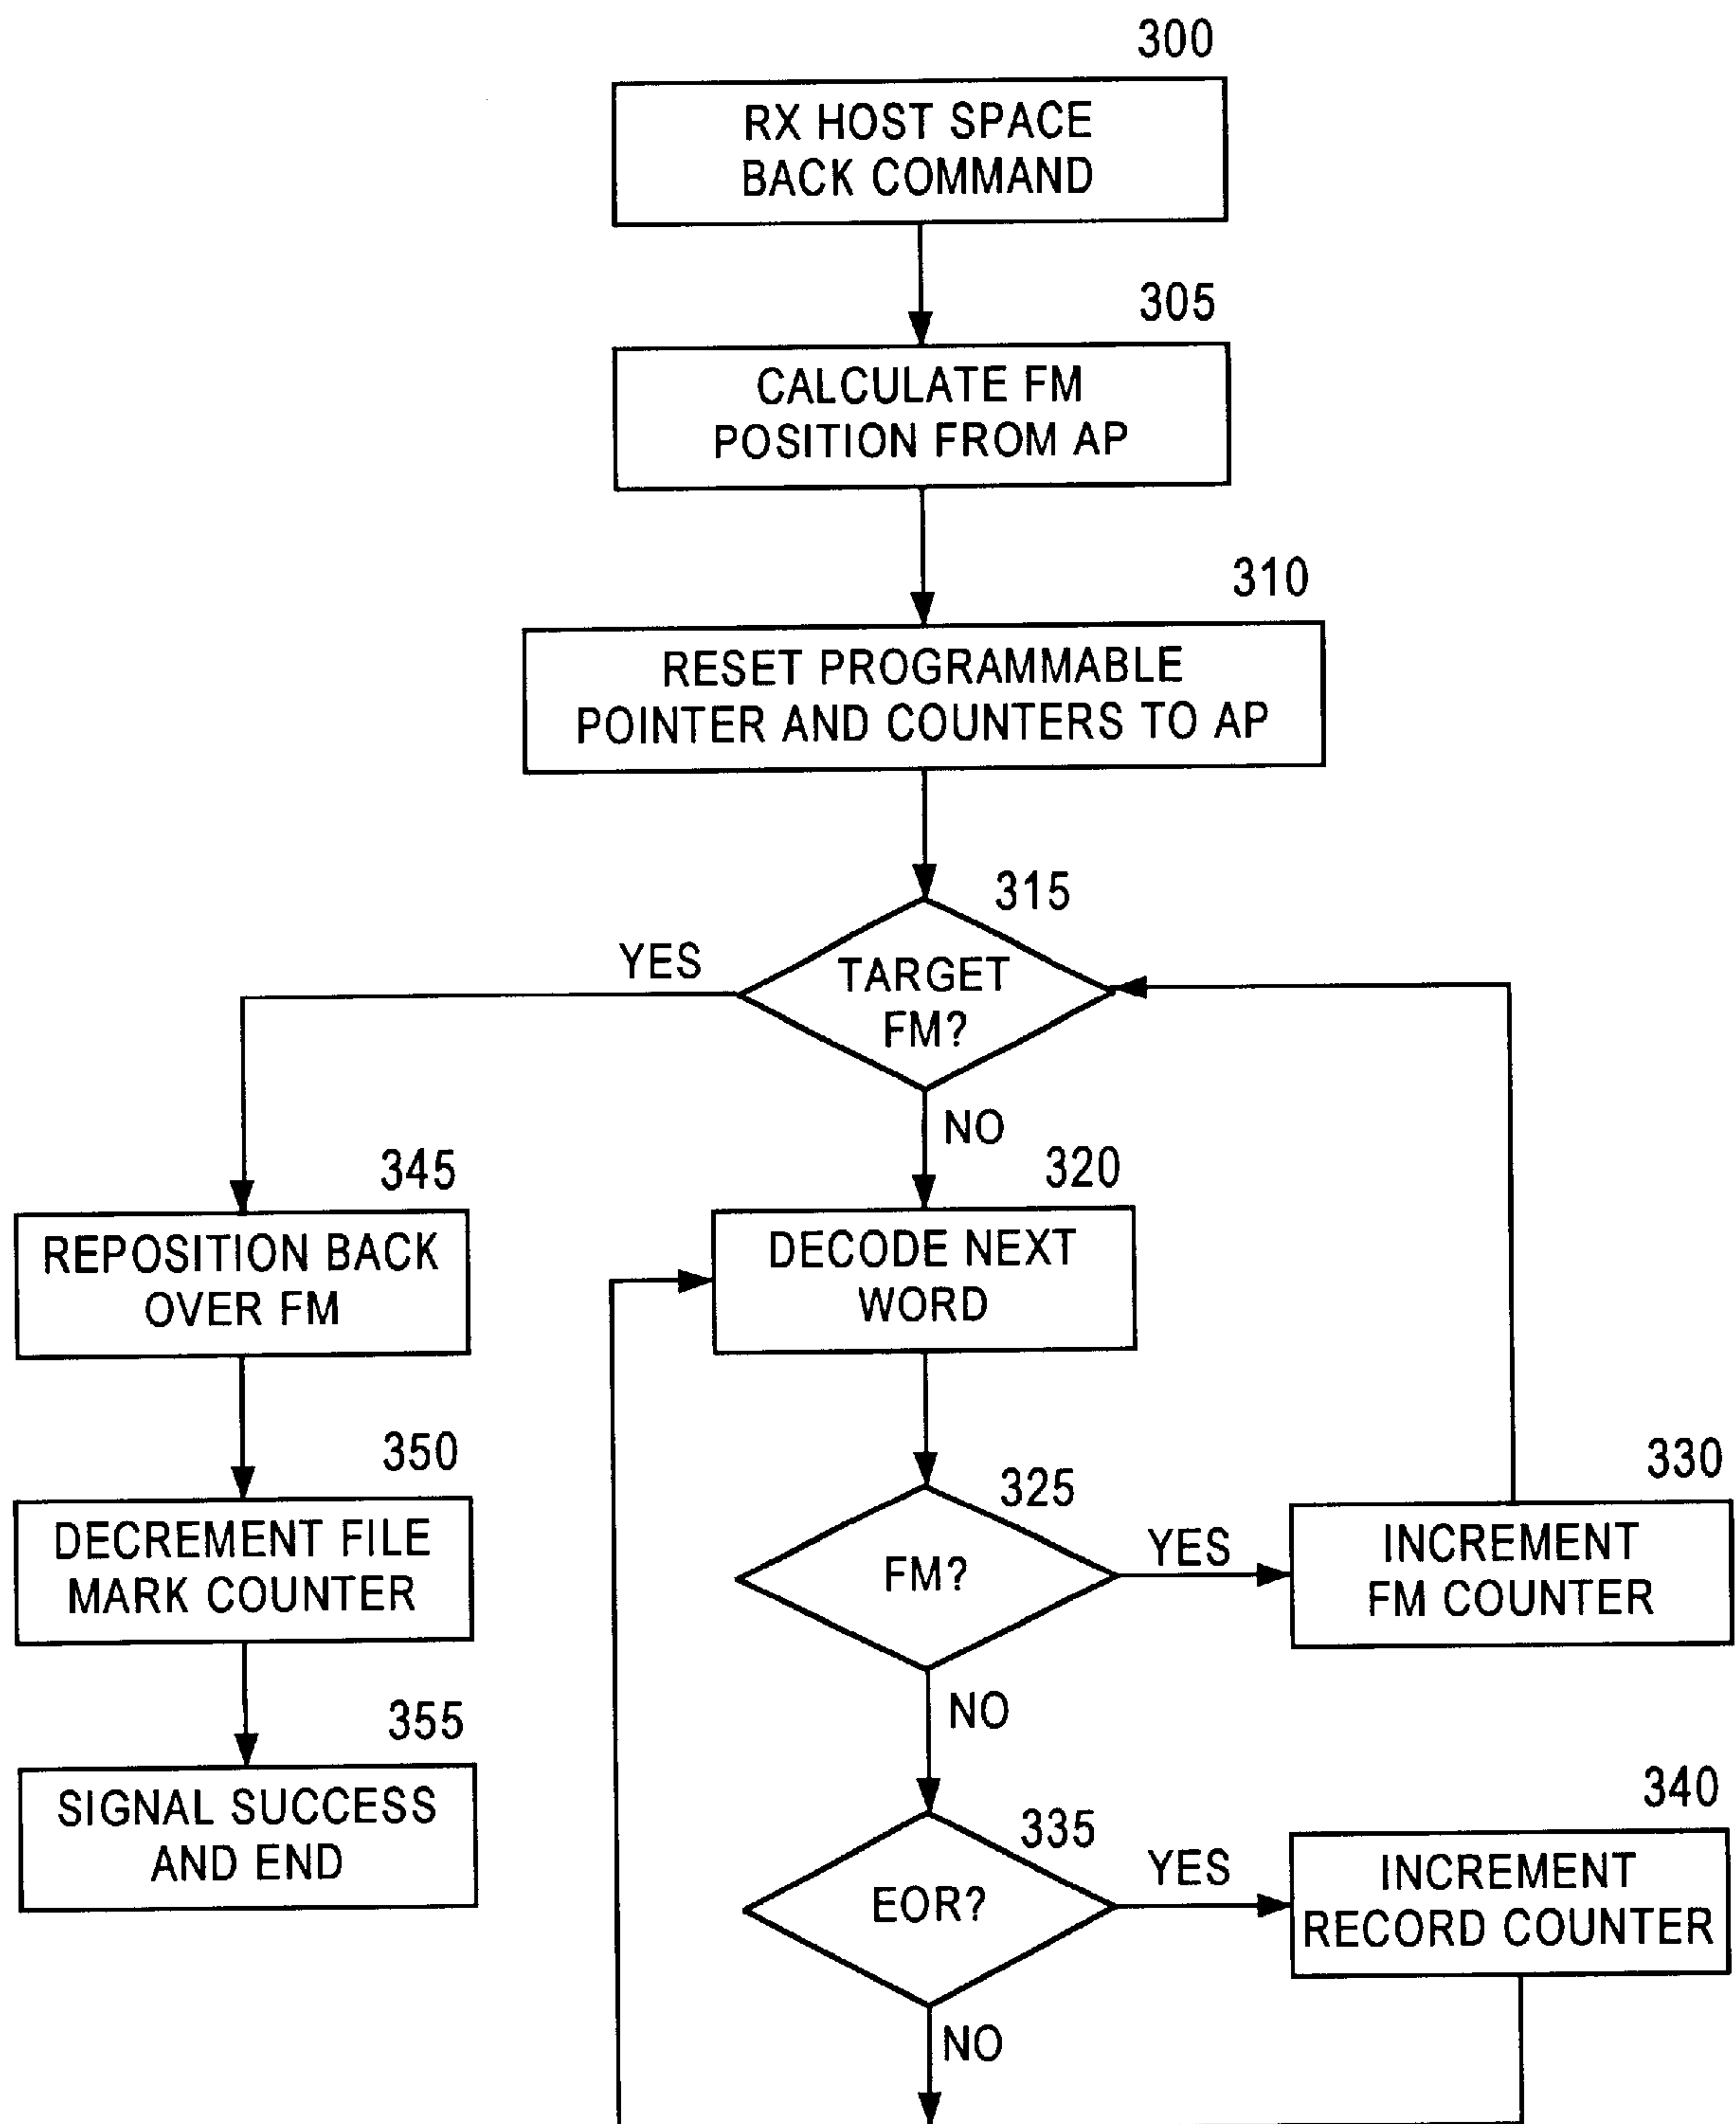 300
RX HOST SPACE
BACK COMMAND
305
CALCULATE FM
POSITION FROM AP
310
RESET PROGRAMMABLE
POINTER AND COUNTERS TO AP
315
YES
TARGET
FM?
NO
345
REPOSITION BACK
OVER FM
320
DECODE NEXT
WORD
350
DECREMENT FILE
MARK COUNTER
325
FM?
YES
330
INCREMENT
FM COUNTER
NO
355
SIGNAL SUCCESS
AND END
335
EOR?
YES
340
INCREMENT
RECORD COUNTER
NO